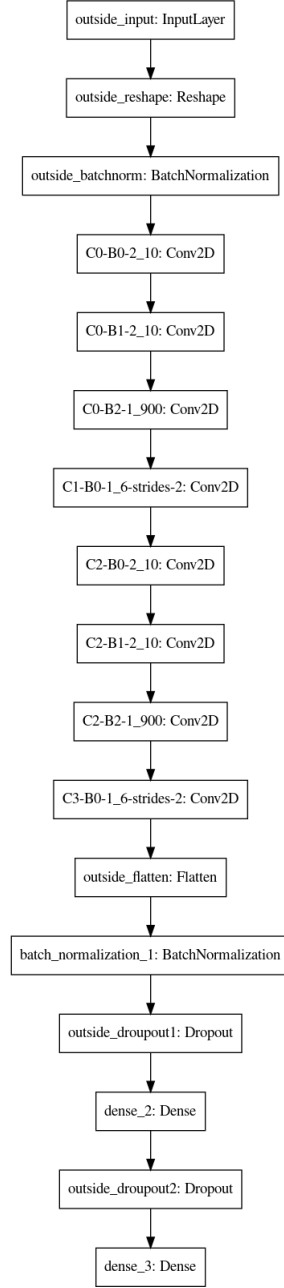 outside_input: InputLayer
outside_reshape: Reshape
outside_batchnorm: BatchNormalization
C0-B0-2_10: Conv2D
C0-B1-2_10: Conv2D
C0-B2-1_900: Conv2D
C1-B0-1_6-strides-2: Conv2D
C2-B0-2_10: Conv2D
C2-B1-2_10: Conv2D
C2-B2-1_900: Conv2D
C3-B0-1_6-strides-2: Conv2D
outside_flatten: Flatten
batch_normalization_1: BatchNormalization
outside_droupout1: Dropout
dense_2: Dense
outside_droupout2: Dropout
dense_3: Dense